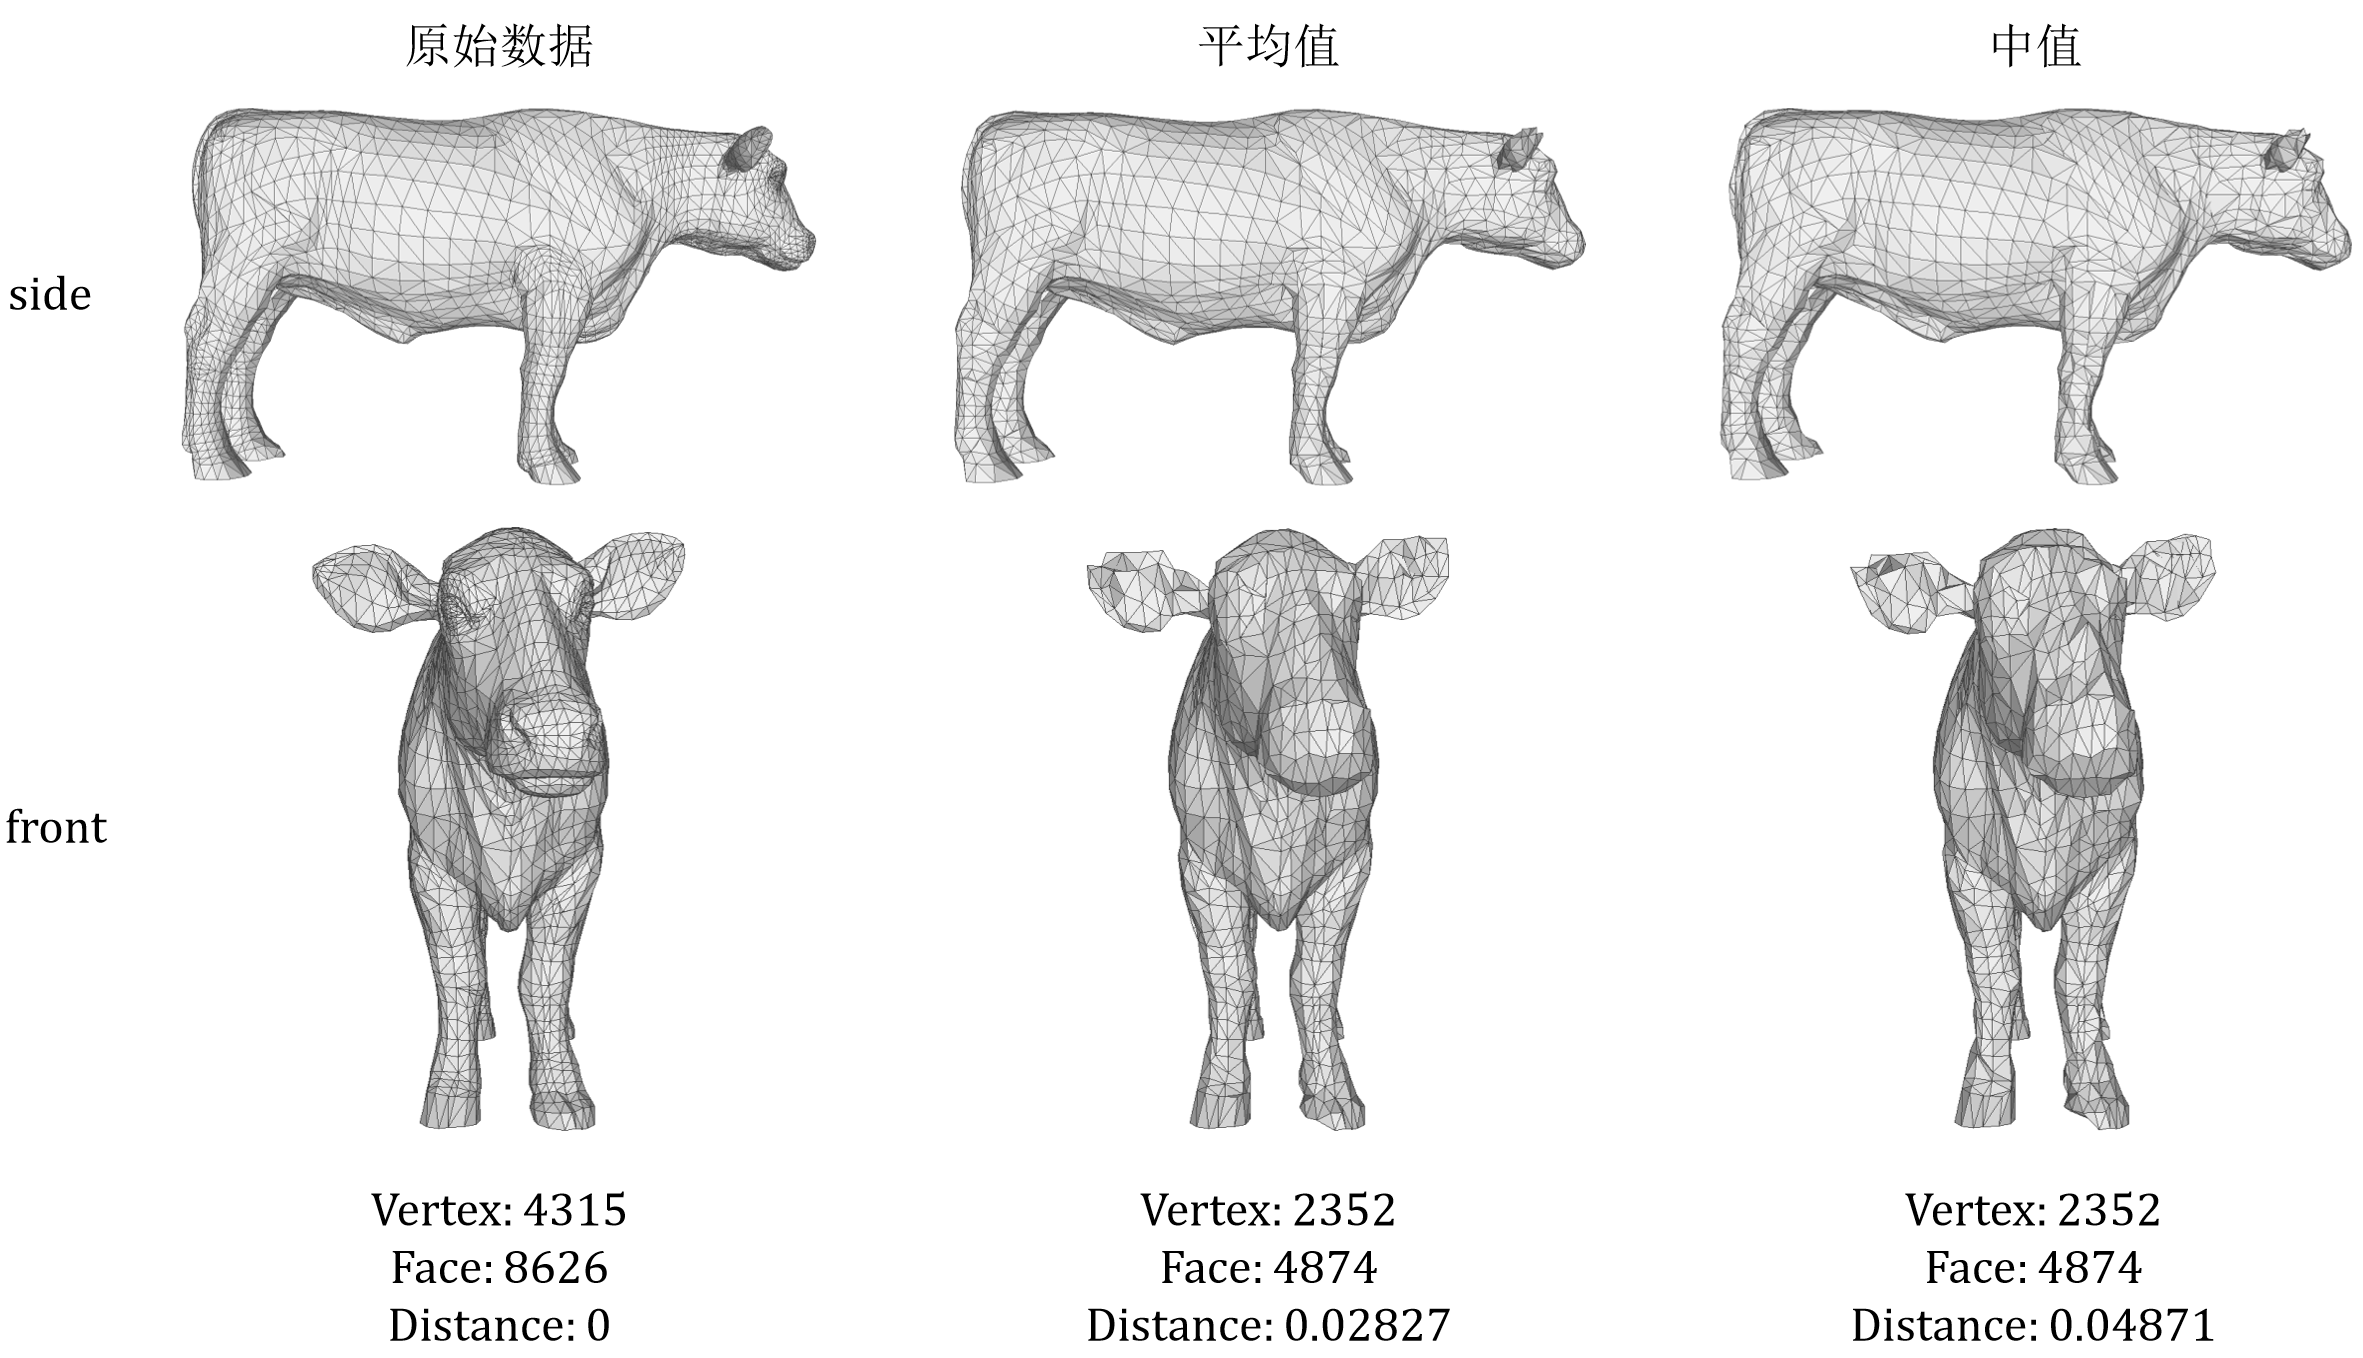 原始数据
平均值
中值
side
front
Vertex: 4315
Face: 8626
Distance: 0
Vertex: 2352
Face: 4874
Distance: 0.02827
Vertex: 2352
Face: 4874
Distance: 0.04871